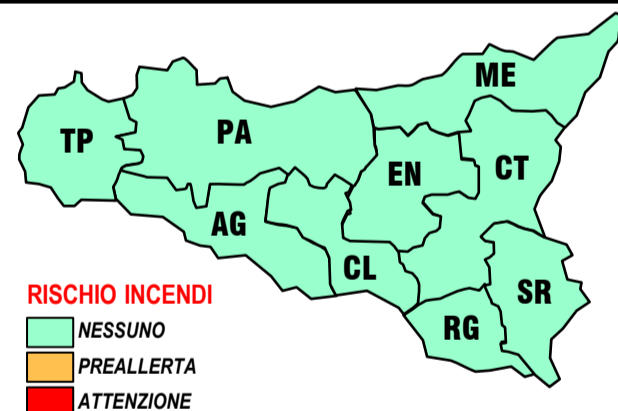 ME
PA
TP
CT
EN
AG
CL
SR
RG
RISCHIO INCENDI
NESSUNO
PREALLERTA
ATTENZIONE